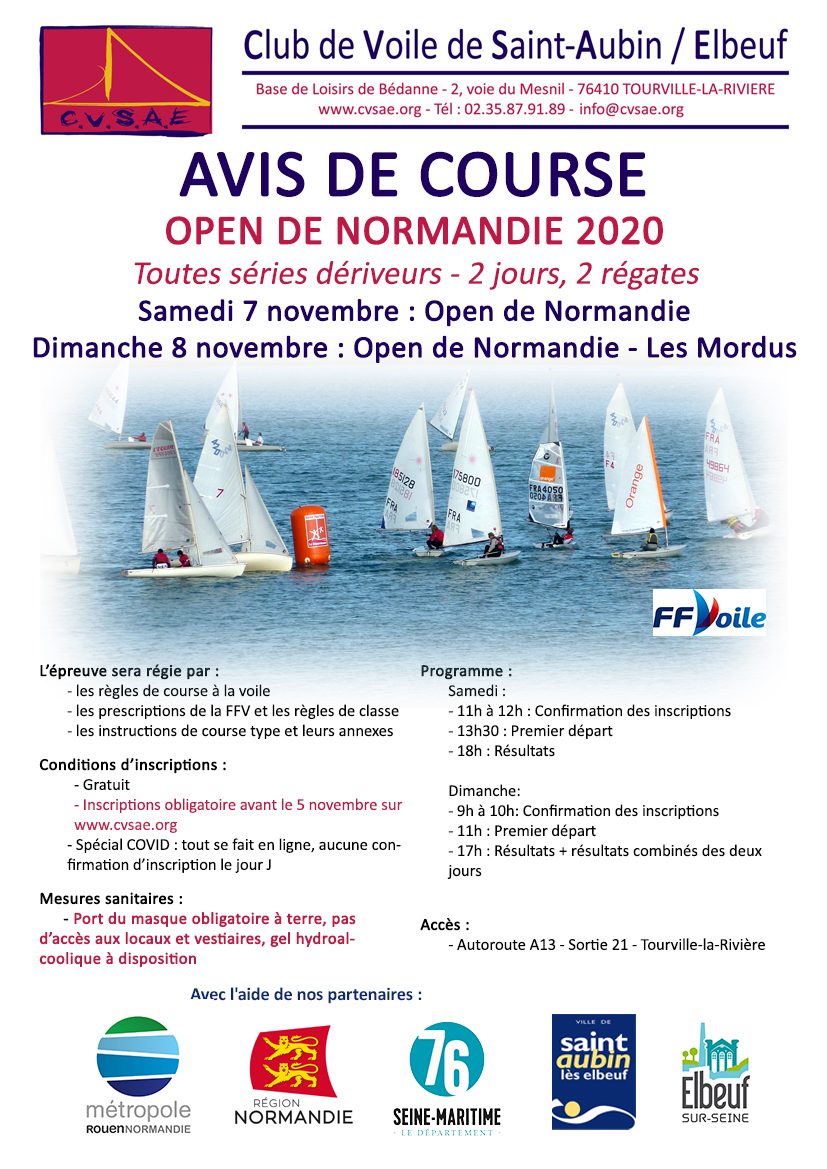 C.V.S.A.E
Club de Voile de Saint-Aubin / Elbeuf
Base de Loisirs de Bédanne - 2, voie du Mesnil - 76410 TOURVILLE-LA-RIVIERE
www.cvsae.org - Tél : 02.35.87.91.89 - info@cvsae.org
AVIS DE COURSE
OPEN DE NORMANDIE 2020
Toutes séries dériveurs - 2 jours, 2 régates
Samedi 7 novembre : Open de Normandie
Dimanche 8 novembre : Open de Normandie - Les Mordus
7
185128
FRA
175800
FRA
FRA4050
Orange
FRA
49864
FFVoile
L'épreuve sera régie par :
- les règles de course à la voile
- les prescriptions de la FFV et les règles de classe
- les instructions de course type et leurs annexes
Conditions d'inscriptions :
- Gratuit
- Inscriptions obligatoire avant le 5 novembre sur
www.cvsae.org
- Spécial COVID : tout se fait en ligne, aucune con-
firmation d'inscription le jour J
Mesures sanitaires :
- Port du masque obligatoire à terre, pas
d'accès aux locaux et vestiaires, gel hydroal-
coolique à disposition
Programme :
Samedi :
- 11h à 12h : Confirmation des inscriptions
- 13h30 : Premier départ
- 18h : Résultats
Dimanche:
- 9h à 10h: Confirmation des inscriptions
- 11h : Premier départ
- 17h : Résultats + résultats combinés des deux
jours
Accès :
- Autoroute A13 - Sortie 21 - Tourville-la-Rivière
Avec l'aide de nos partenaires :
métropole
ROUENNORMANDIE
RÉGION
NORMANDIE
76
SEINE-MARITIME
· LE DÉPARTEMENT ·
VILLE DE
saint
aubin
lès elbeuf
Elbeuf
SUR-SEINE